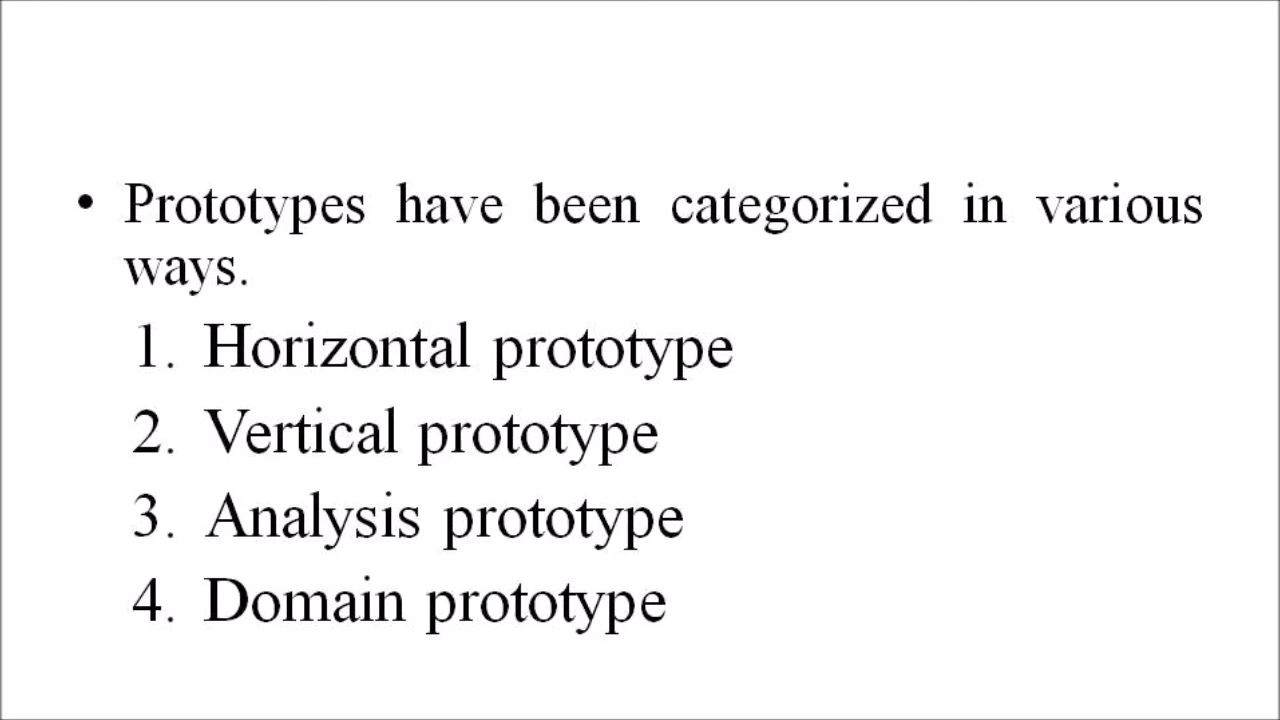 • Prototypes have been categorized in various
ways.
1. Horizontal prototype
2. Vertical prototype
3. Analysis prototype
4. Domain prototype